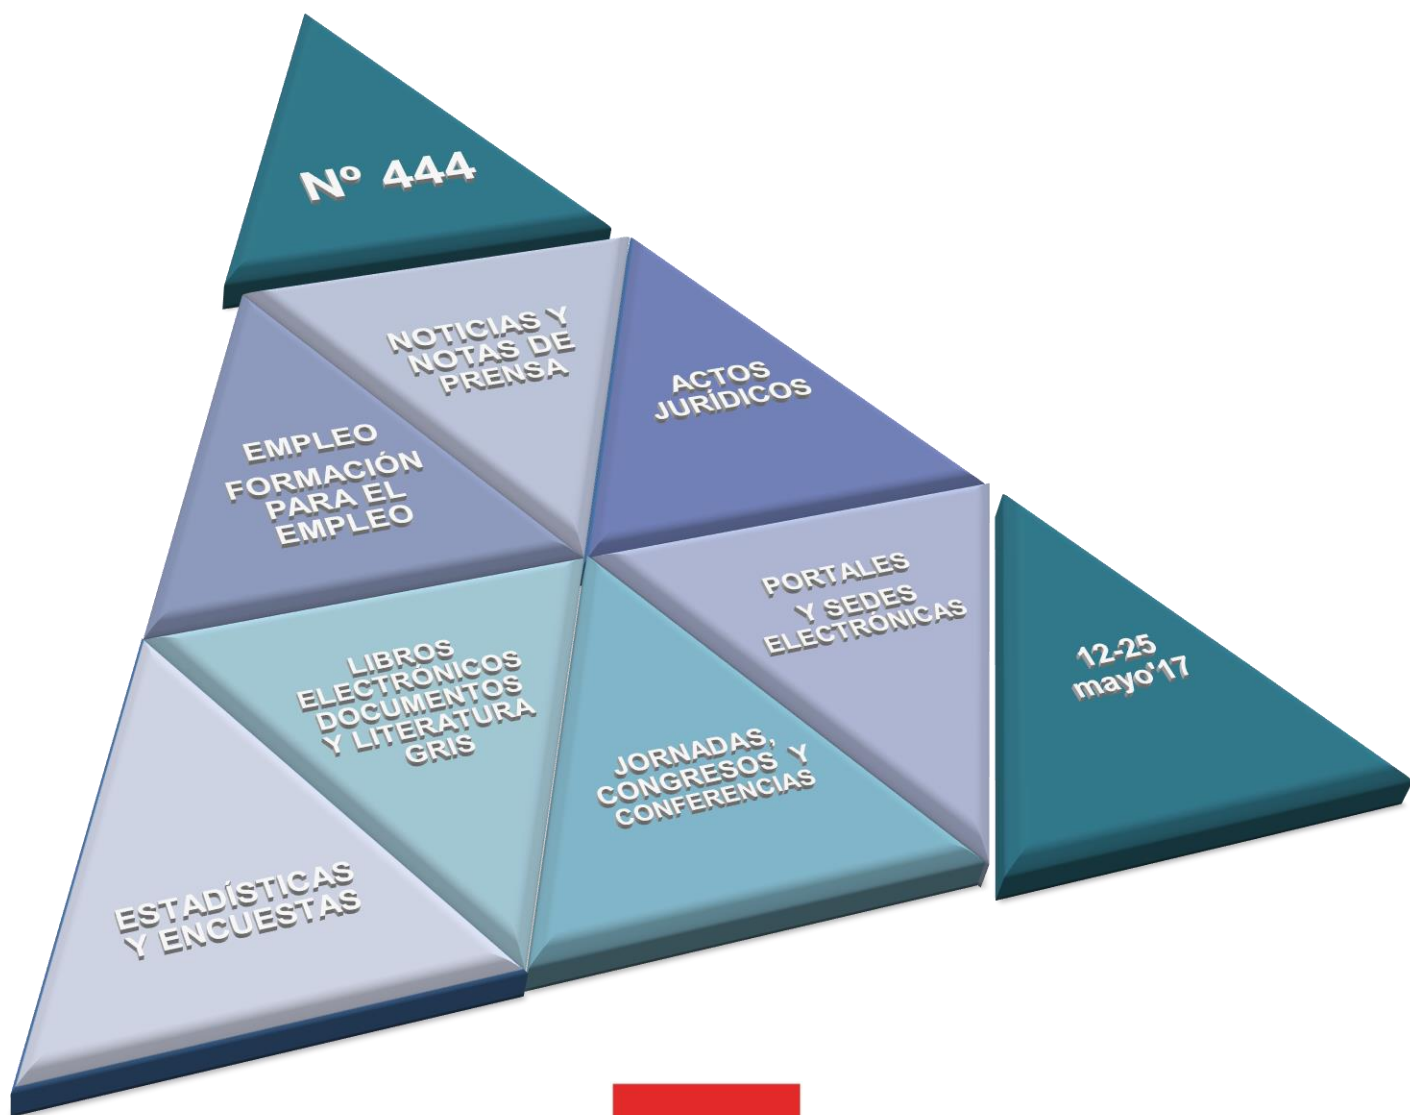 Nº 444
NOTICIAS Y
NOTAS DE
PRENSA
ACTOS
JURÍDICOS
EMPLEO
FORMACIÓN
PARA EL
EMPLEO
PORTALES
Y SEDES
ELECTRÓNICAS
12-25
mayo'17
LIBROS
ELECTRÓNICOS
DOCUMENTOS
Y LITERATURA
GRIS
JORNADAS,
CONGRESOS Y
CONFERENCIAS
ESTADÍSTICAS
Y ENCUESTAS